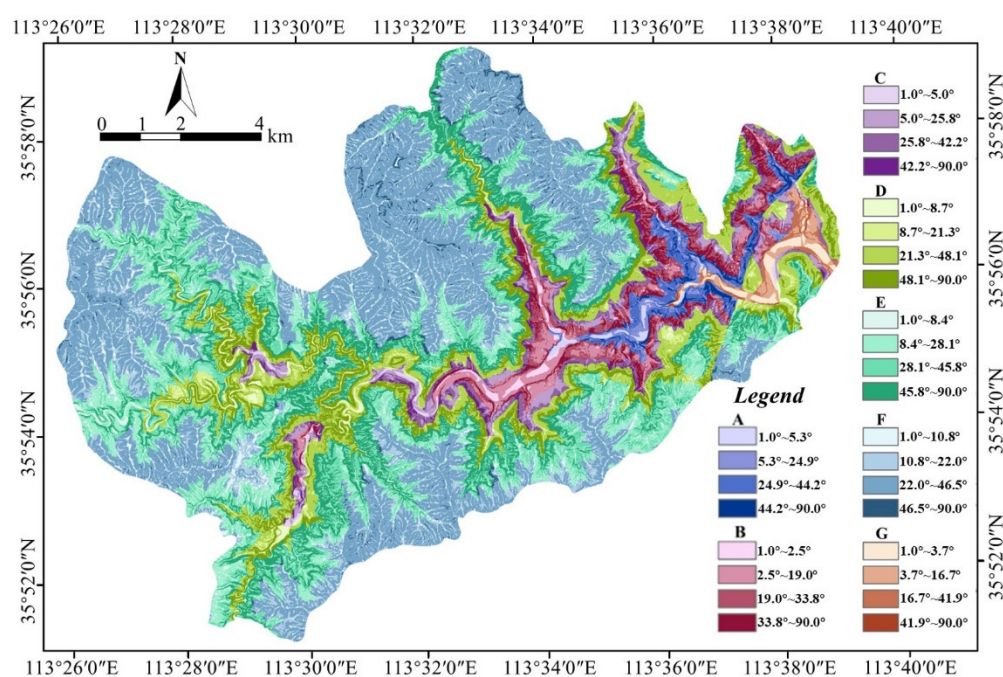 113°26′0″E 113°28′0″E 113°30′0″E 113°32′0″E 113°34′0″E 113°36′0″E 113°38′0″E 113°40′0″E
N
0 1 2 4
km
35°58′0″N
35°56′0″N
35°54′0″N
35°52′0″N
35°58′0″N
35°56′0″N
35°54′0″N
35°52′0″N
Legend
A
1.0°~5.3°
5.3°~24.9°
24.9°~44.2°
44.2°~90.0°
B
1.0°~2.5°
2.5°~19.0°
19.0°~33.8°
33.8°~90.0°
C
1.0°~5.0°
5.0°~25.8°
25.8°~42.2°
42.2°~90.0°
D
1.0°~8.7°
8.7°~21.3°
21.3°~48.1°
48.1°~90.0°
E
1.0°~8.4°
8.4°~28.1°
28.1°~45.8°
45.8°~90.0°
F
1.0°~10.8°
10.8°~22.0°
22.0°~46.5°
46.5°~90.0°
G
1.0°~3.7°
3.7°~16.7°
16.7°~41.9°
41.9°~90.0°
113°26′0″E 113°28′0″E 113°30′0″E 113°32′0″E 113°34′0″E 113°36′0″E 113°38′0″E 113°40′0″E